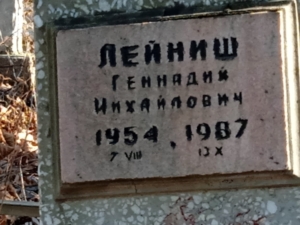 ЛЕЙНИШ
ГЕННАДИЙ
МИХАЙЛОВИЧ
1954 . 1987
7 VIII IX